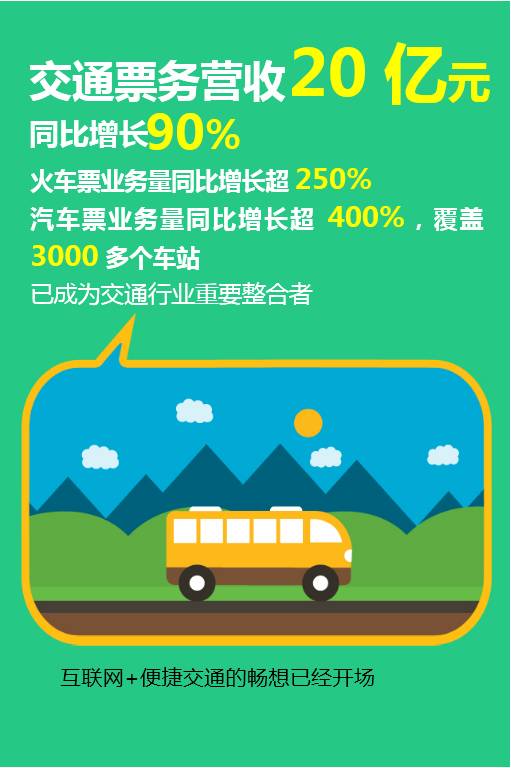 交通票务营收20 亿元
同比增长90%
火车票业务量同比增长超 250%
汽车票业务量同比增长超 400%，覆盖
3000 多个车站
已成为交通行业重要整合者
互联网+便捷交通的畅想已经开场